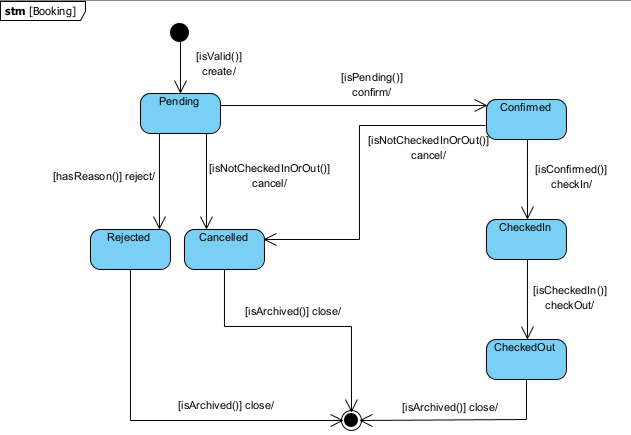 stm [Booking]
[isValid()]
create/
[isPending()]
confirm/
Pending
Confirmed
[isNotCheckedInOrOut()]
cancel/
[hasReason()] reject/
[isNotCheckedInOrOut()]
cancel/
[isConfirmed()]
checkIn/
Rejected
Cancelled
CheckedIn
[isCheckedIn()]
checkOut/
[isArchived()] close/
CheckedOut
[isArchived()] close/
[isArchived()] close/